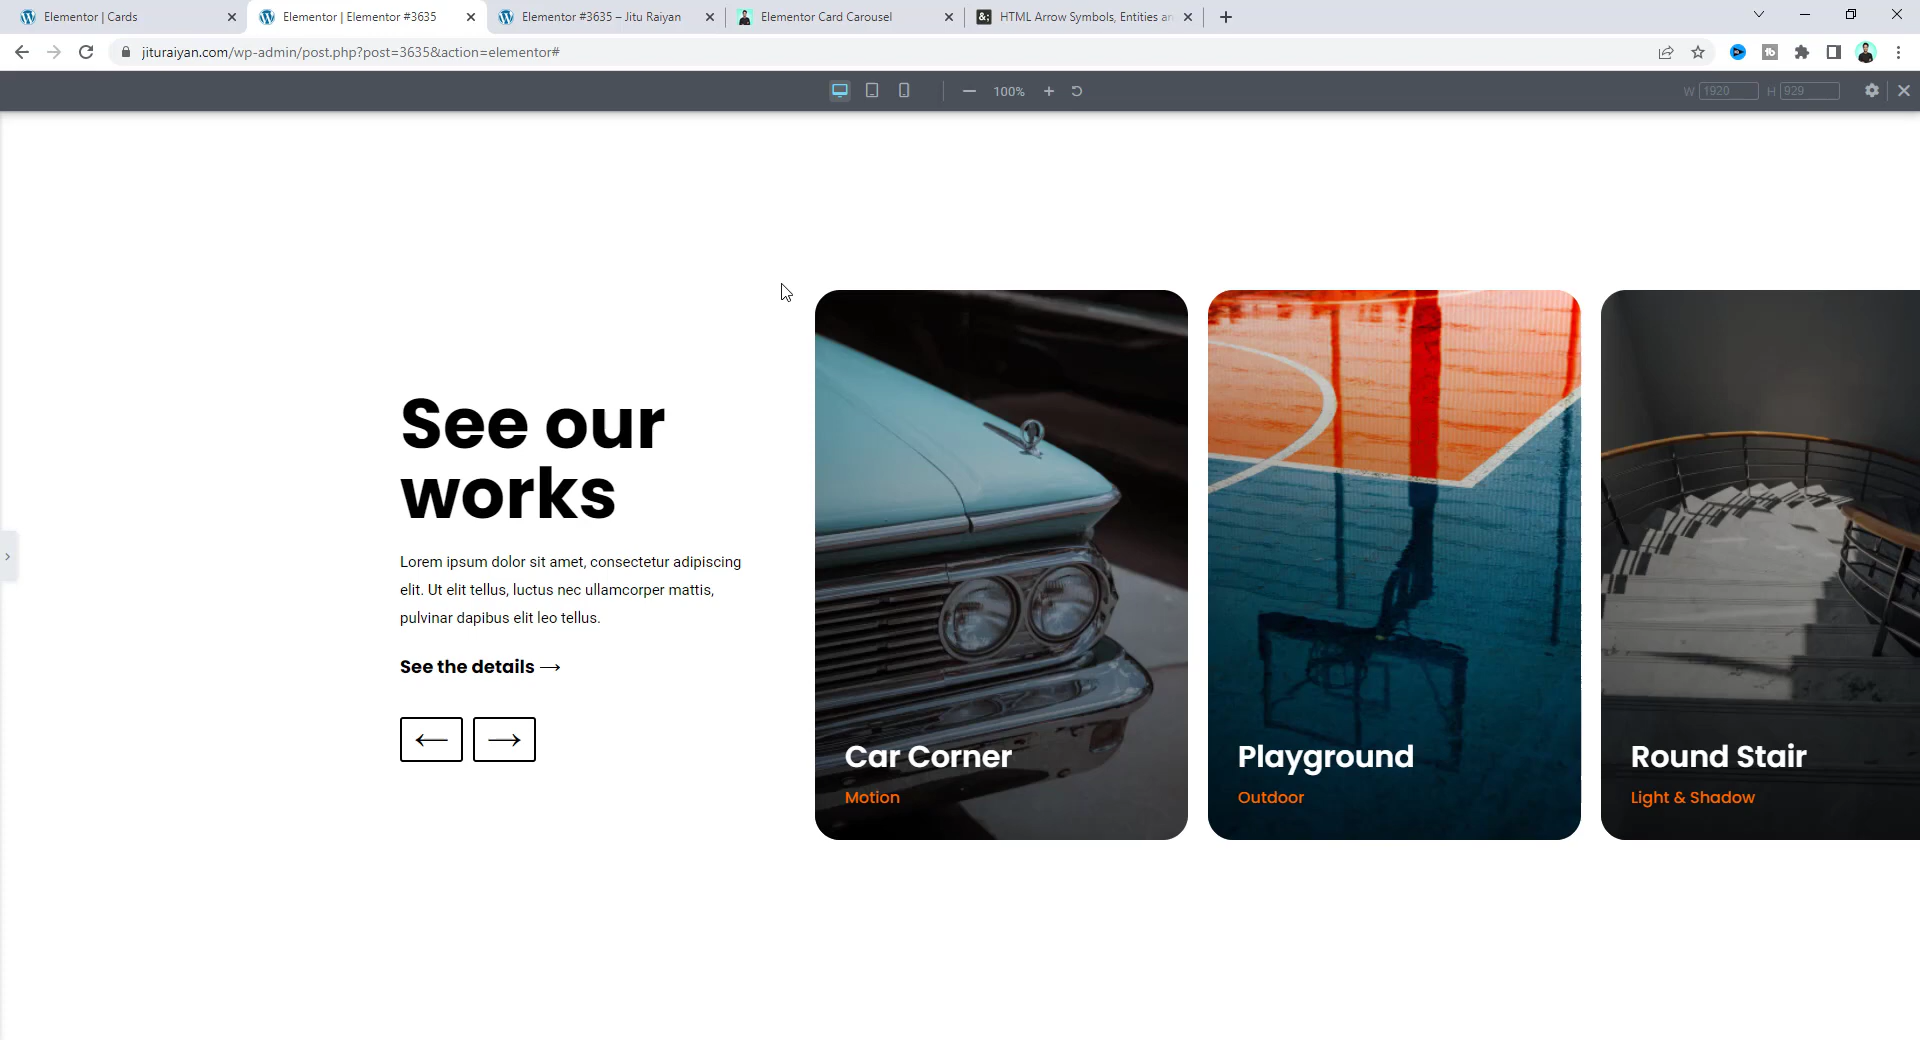 Elementor | Cards
Elementor | Elementor #3635
Elementor #3635 – Jitu Raiyan
Elementor Card Carousel
HTML Arrow Symbols, Entities an
jituraiyan.com/wp-admin/post.php?post=3635&action=elementor#
100%
W 1920 H 929
See our
works
Lorem ipsum dolor sit amet, consectetur adipiscing
elit. Ut elit tellus, luctus nec ullamcorper mattis,
pulvinar dapibus elit leo tellus.
See the details ⟶
⟵ ⟶
Car Corner
Motion
Playground
Outdoor
Round Stair
Light & Shadow